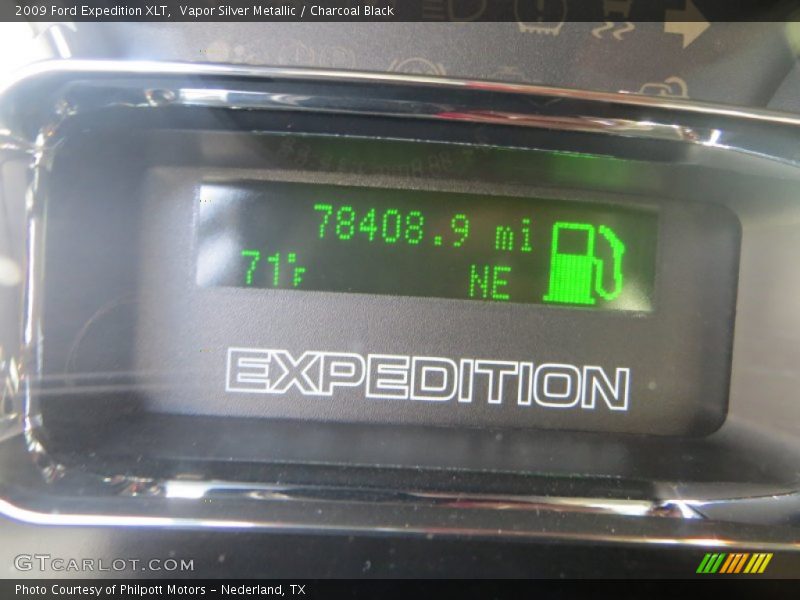 2009 Ford Expedition XLT,  Vapor Silver Metallic / Charcoal Black
78408.9 mi
71°F NE
EXPEDITION
GTCARLOT.COM
Photo Courtesy of Philpott Motors - Nederland, TX